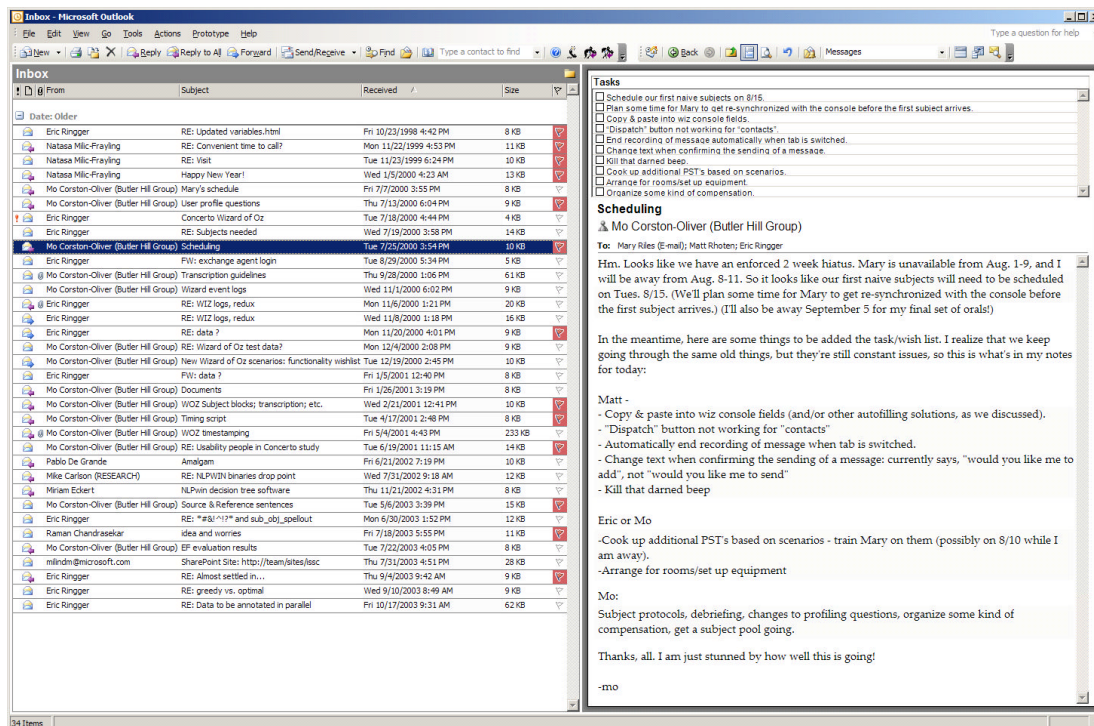 Inbox - Microsoft Outlook
File Edit View Go Tools Actions Prototype Help Type a question for help
New Reply Reply to All Forward Send/Receive Find Type a contact to find Back Messages
Inbox
From Subject Received Size
Date: Older
Eric Ringger RE: Updated variables.html Fri 10/23/1998 4:42 PM 8 KB
Natasa Milic-Frayling RE: Convenient time to call? Mon 11/22/1999 4:53 PM 11 KB
Natasa Milic-Frayling RE: Visit Tue 11/23/1999 6:24 PM 10 KB
Natasa Milic-Frayling Happy New Year! Wed 1/5/2000 4:23 AM 13 KB
Mo Corston-Oliver (Butler Hill Group) Mary's schedule Fri 7/7/2000 3:55 PM 8 KB
Mo Corston-Oliver (Butler Hill Group) User profile questions Thu 7/13/2000 6:04 PM 9 KB
Eric Ringger Concerto Wizard of Oz Tue 7/18/2000 4:44 PM 4 KB
Eric Ringger RE: Subjects needed Wed 7/19/2000 3:58 PM 14 KB
Mo Corston-Oliver (Butler Hill Group) Scheduling Tue 7/25/2000 3:54 PM 10 KB
Eric Ringger FW: exchange agent login Tue 8/29/2000 5:34 PM 5 KB
Mo Corston-Oliver (Butler Hill Group) Transcription guidelines Thu 9/28/2000 1:06 PM 61 KB
Mo Corston-Oliver (Butler Hill Group) Wizard event logs Wed 11/1/2000 6:02 PM 9 KB
Eric Ringger RE: WIZ logs, redux Mon 11/6/2000 1:21 PM 20 KB
Eric Ringger RE: WIZ logs, redux Wed 11/8/2000 1:18 PM 16 KB
Eric Ringger RE: data ? Mon 11/20/2000 4:01 PM 9 KB
Mo Corston-Oliver (Butler Hill Group) RE: Wizard of Oz test data? Mon 12/4/2000 2:08 PM 9 KB
Mo Corston-Oliver (Butler Hill Group) New Wizard of Oz scenarios: functionality wishlist Tue 12/19/2000 2:45 PM 10 KB
Eric Ringger FW: data ? Fri 1/5/2001 12:40 PM 8 KB
Mo Corston-Oliver (Butler Hill Group) Documents Fri 1/26/2001 3:19 PM 8 KB
Mo Corston-Oliver (Butler Hill Group) WOZ Subject blocks; transcription; etc. Wed 2/21/2001 12:41 PM 10 KB
Mo Corston-Oliver (Butler Hill Group) Timing script Tue 4/17/2001 2:48 PM 8 KB
Mo Corston-Oliver (Butler Hill Group) WOZ timestamping Fri 5/4/2001 4:43 PM 233 KB
Mo Corston-Oliver (Butler Hill Group) RE: Usability people in Concerto study Tue 6/19/2001 11:15 AM 14 KB
Pablo De Grande Amalgam Fri 6/21/2002 7:19 PM 10 KB
Mike Carlson (RESEARCH) RE: NLPWIN binaries drop point Wed 7/31/2002 9:18 AM 12 KB
Miriam Eckert NLPwin decision tree software Thu 11/21/2002 4:31 PM 8 KB
Mo Corston-Oliver (Butler Hill Group) Source & Reference sentences Tue 5/6/2003 3:39 PM 15 KB
Eric Ringger RE: *#&!^!?* and sub_obj_spellout Mon 6/30/2003 1:52 PM 12 KB
Raman Chandrasekar idea and worries Fri 7/18/2003 5:55 PM 11 KB
Mo Corston-Oliver (Butler Hill Group) EF evaluation results Tue 7/22/2003 4:05 PM 8 KB
milindm@microsoft.com SharePoint Site: http://team/sites/issc Thu 7/31/2003 4:51 PM 28 KB
Eric Ringger RE: Almost settled in... Thu 9/4/2003 9:42 AM 9 KB
Eric Ringger RE: greedy vs. optimal Wed 9/10/2003 8:49 AM 9 KB
Eric Ringger RE: Data to be annotated in parallel Fri 10/17/2003 9:31 AM 62 KB
34 Items
Tasks
Schedule our first naive subjects on 8/15.
Plan some time for Mary to get re-synchronized with the console before the first subject arrives.
Copy & paste into wiz console fields.
"Dispatch" button not working for "contacts".
End recording of message automatically when tab is switched.
Change text when confirming the sending of a message.
Kill that darned beep.
Cook up additional PST's based on scenarios.
Arrange for rooms/set up equipment.
Organize some kind of compensation.
Scheduling
Mo Corston-Oliver (Butler Hill Group)
To: Mary Riles (E-mail); Matt Rhoten; Eric Ringger
Hm. Looks like we have an enforced 2 week hiatus. Mary is unavailable from Aug. 1-9, and I
will be away from Aug. 8-11. So it looks like our first naive subjects will need to be scheduled
on Tues. 8/15. (We'll plan some time for Mary to get re-synchronized with the console before
the first subject arrives.) (I'll also be away September 5 for my final set of orals!)
In the meantime, here are some things to be added the task/wish list. I realize that we keep
going through the same old things, but they're still constant issues, so this is what's in my notes
for today:
Matt -
- Copy & paste into wiz console fields (and/or other autofilling solutions, as we discussed).
- "Dispatch" button not working for "contacts"
- Automatically end recording of message when tab is switched.
- Change text when confirming the sending of a message: currently says, "would you like me to
add", not "would you like me to send"
- Kill that darned beep
Eric or Mo
-Cook up additional PST's based on scenarios - train Mary on them (possibly on 8/10 while I
am away).
-Arrange for rooms/set up equipment
Mo:
Subject protocols, debriefing, changes to profiling questions, organize some kind of
compensation, get a subject pool going.
Thanks, all. I am just stunned by how well this is going!
-mo